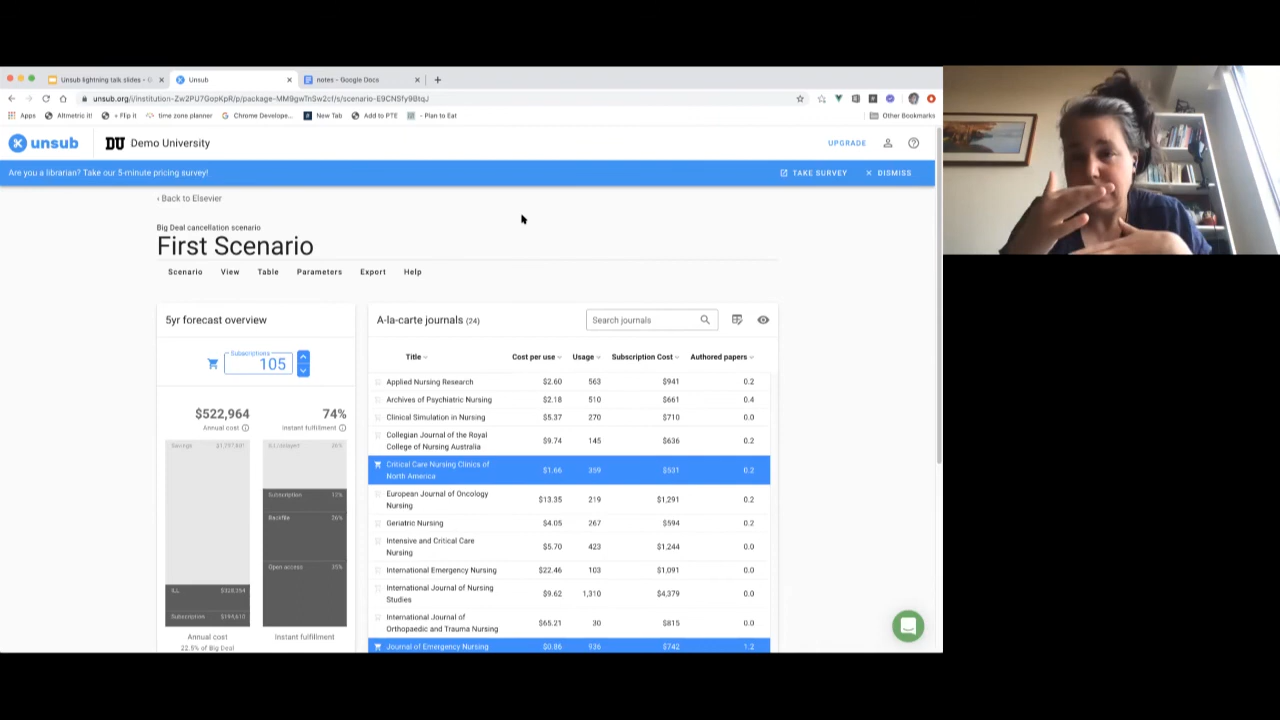 Unsub lightning talk slides - G
Unsub
notes - Google Docs
Apps
Altmetric it!
+ Flip it
time zone planner
Chrome Develope...
New Tab
Add to PTE
- Plan to Eat
Other Bookmarks
unsub
DU Demo University
UPGRADE
Are you a librarian? Take our 5-minute pricing survey!
TAKE SURVEY
DISMISS
‹ Back to Elsevier
Big Deal cancellation scenario
First Scenario
Scenario View Table Parameters Export Help
5yr forecast overview
Subscriptions
105
$522,964
Annual cost
74%
Instant fulfillment
Savings
Subscription
Backfile 26%
Open access 35%
ILL
Subscription
Annual cost
22.5% of Big Deal
Instant fulfillment
A-la-carte journals (24)
Search journals
Title Cost per use Usage Subscription Cost Authored papers
Applied Nursing Research $2.60 563 $941 0.2
Archives of Psychiatric Nursing $2.18 510 $661 0.4
Clinical Simulation in Nursing $5.37 270 $710 0.0
Collegian Journal of the Royal
College of Nursing Australia $9.74 145 $636 0.2
Critical Care Nursing Clinics of
North America $1.66 359 $531 0.2
European Journal of Oncology
Nursing $13.35 219 $1,291 0.2
Geriatric Nursing $4.05 267 $594 0.2
Intensive and Critical Care
Nursing $5.70 423 $1,244 0.0
International Emergency Nursing $22.46 103 $1,091 0.0
International Journal of Nursing
Studies $9.62 1,310 $4,379 0.0
International Journal of
Orthopaedic and Trauma Nursing $65.21 30 $815 0.0
Journal of Emergency Nursing $0.86 936 $742 1.2